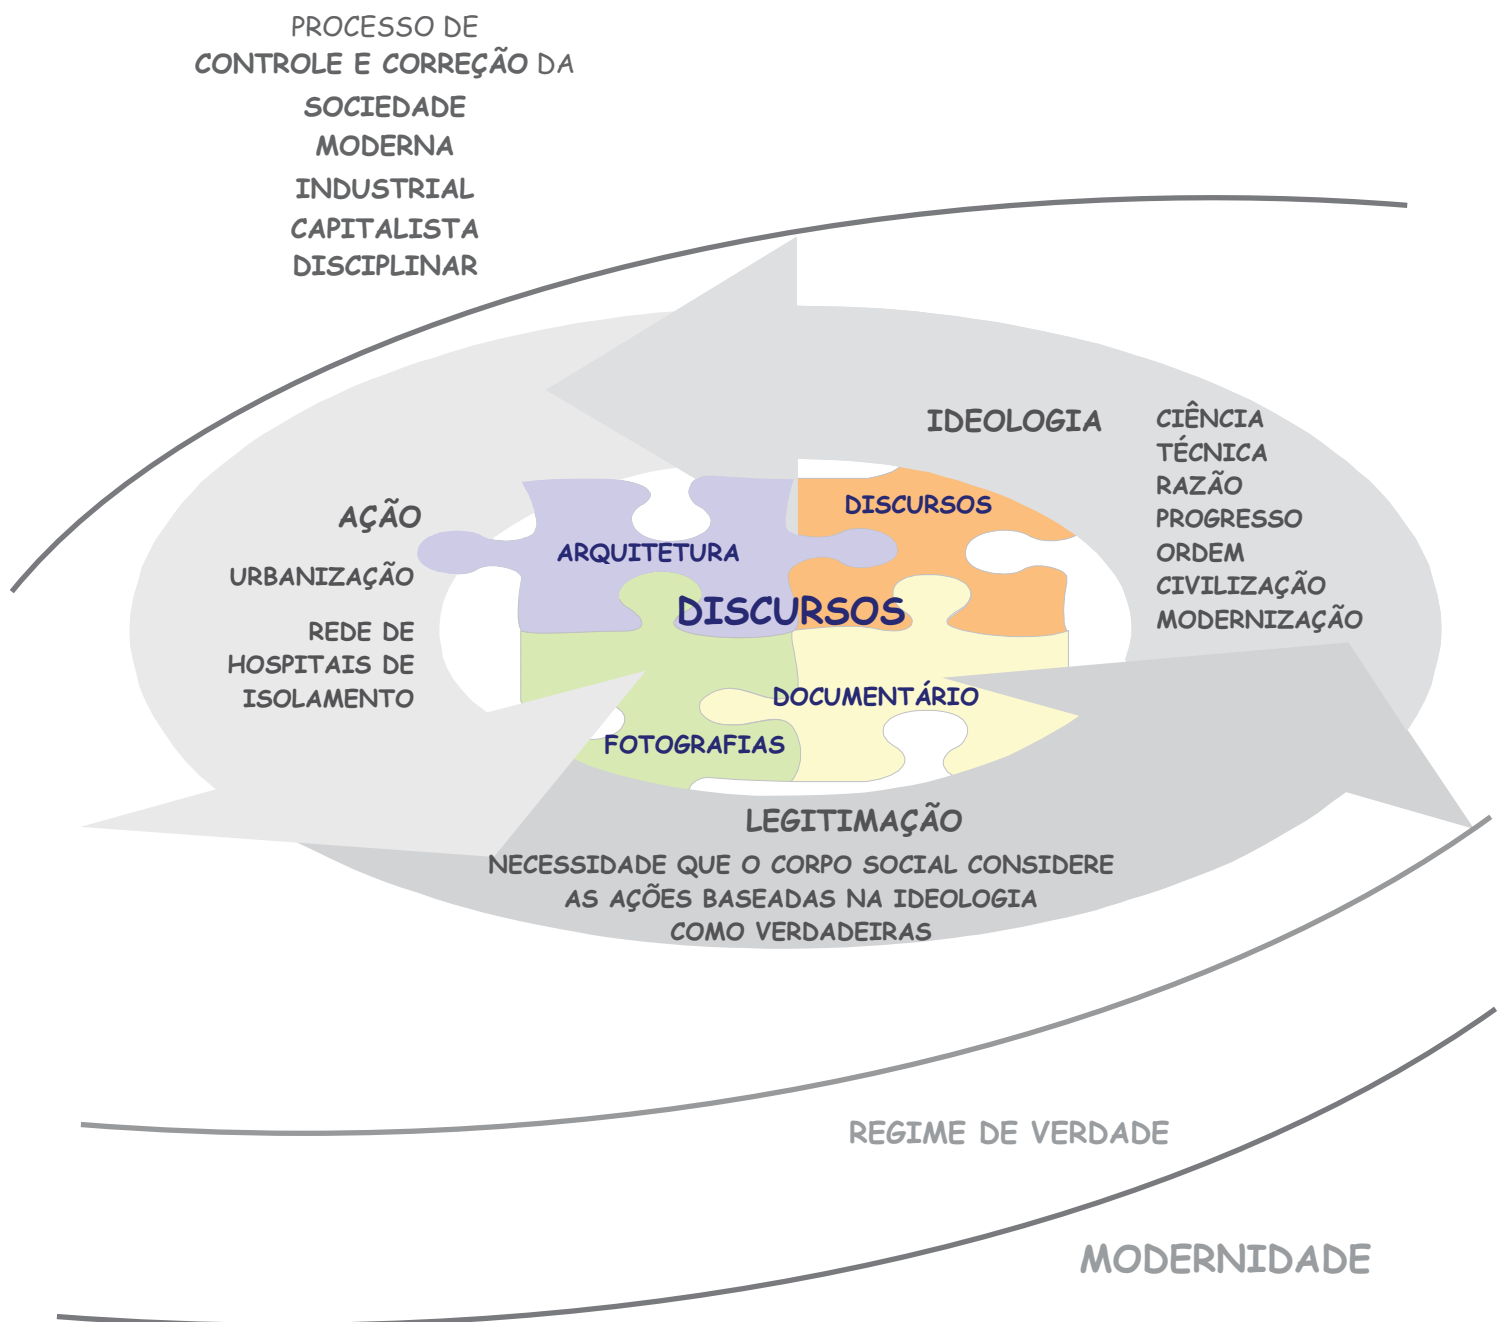 PROCESSO DE
CONTROLE E CORREÇÃO DA
SOCIEDADE
MODERNA
INDUSTRIAL
CAPITALISTA
DISCIPLINAR
IDEOLOGIA
CIÊNCIA
TÉCNICA
RAZÃO
PROGRESSO
ORDEM
CIVILIZAÇÃO
MODERNIZAÇÃO
AÇÃO
URBANIZAÇÃO
REDE DE
HOSPITAIS DE
ISOLAMENTO
DISCURSOS
ARQUITETURA
DISCURSOS
DOCUMENTÁRIO
FOTOGRAFIAS
LEGITIMAÇÃO
NECESSIDADE QUE O CORPO SOCIAL CONSIDERE
AS AÇÕES BASEADAS NA IDEOLOGIA
COMO VERDADEIRAS
REGIME DE VERDADE
MODERNIDADE